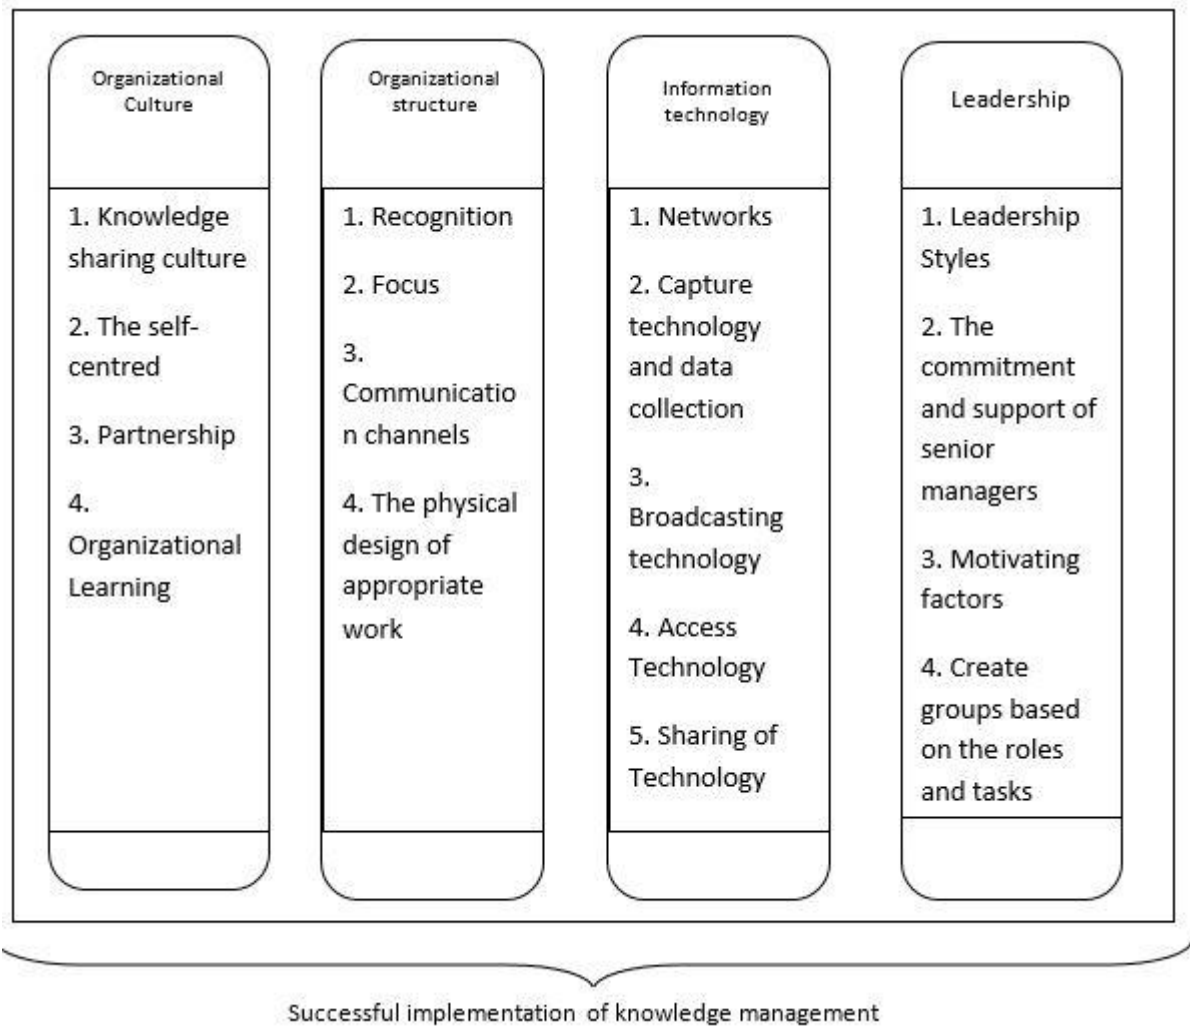 Organizational
Culture
1. Knowledge
sharing culture
2. The self-
centred
3. Partnership
4.
Organizational
Learning
Organizational
structure
1. Recognition
2. Focus
3.
Communicatio
n channels
4. The physical
design of
appropriate
work
Information
technology
1. Networks
2. Capture
technology
and data
collection
3.
Broadcasting
technology
4. Access
Technology
5. Sharing of
Technology
Leadership
1. Leadership
Styles
2. The
commitment
and support of
senior
managers
3. Motivating
factors
4. Create
groups based
on the roles
and tasks
Successful implementation of knowledge management